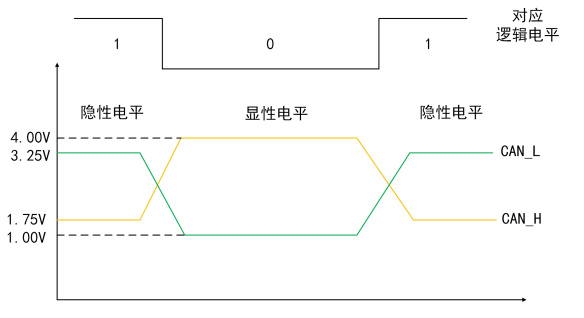 对应
逻辑电平
1
0
1
隐性电平
显性电平
隐性电平
4.00V
3.25V
CAN_L
1.75V
CAN_H
1.00V